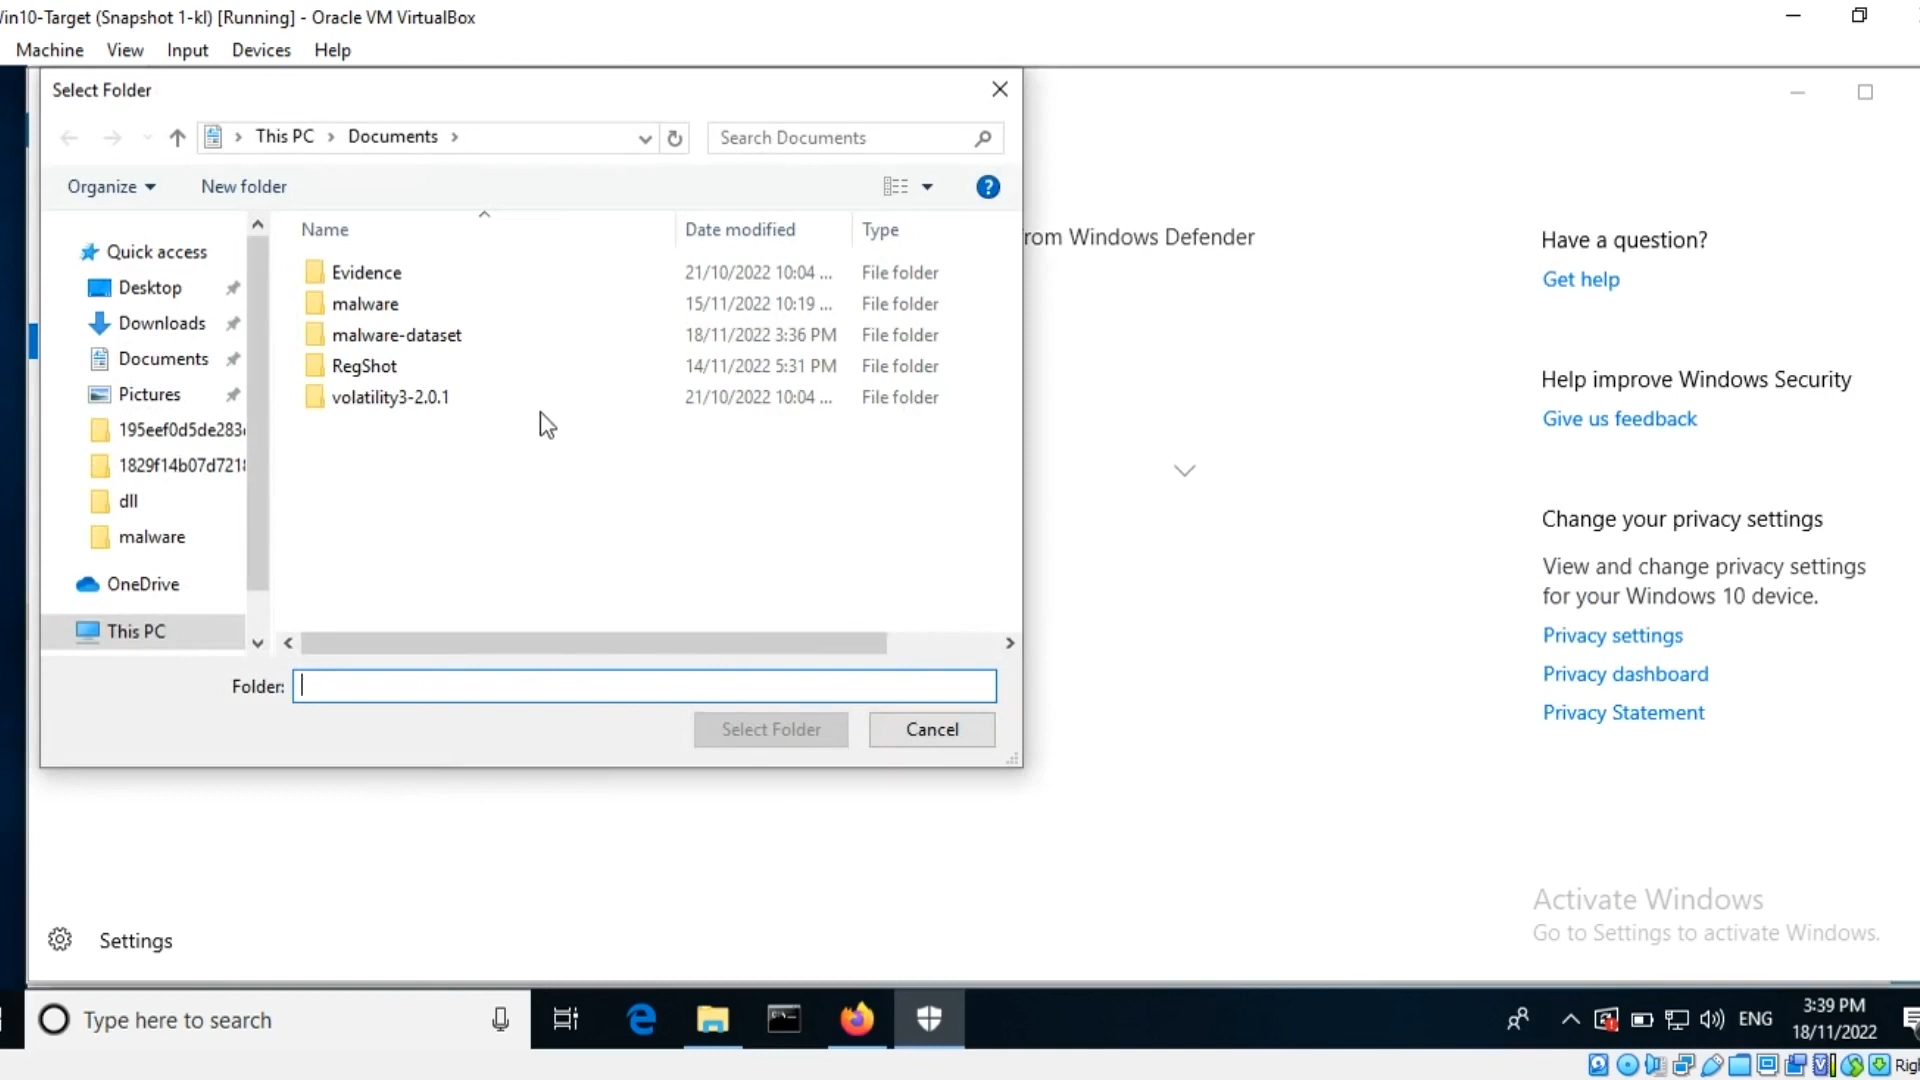 in10-Target (Snapshot 1-kl) [Running] - Oracle VM VirtualBox
Machine View Input Devices Help
Select Folder
This PC Documents
Search Documents
Organize New folder
Name Date modified Type
Quick access
Desktop
Downloads
Documents
Pictures
195eef0d5de283
1829f14b07d721
dll
malware
OneDrive
This PC
Evidence 21/10/2022 10:04 ... File folder
malware 15/11/2022 10:19 ... File folder
malware-dataset 18/11/2022 3:36 PM File folder
RegShot 14/11/2022 5:31 PM File folder
volatility3-2.0.1 21/10/2022 10:04 ... File folder
Folder:
Select Folder Cancel
rom Windows Defender
Have a question?
Get help
Help improve Windows Security
Give us feedback
Change your privacy settings
View and change privacy settings
for your Windows 10 device.
Privacy settings
Privacy dashboard
Privacy Statement
Activate Windows
Go to Settings to activate Windows.
Settings
Type here to search
ENG
3:39 PM
18/11/2022
Rig